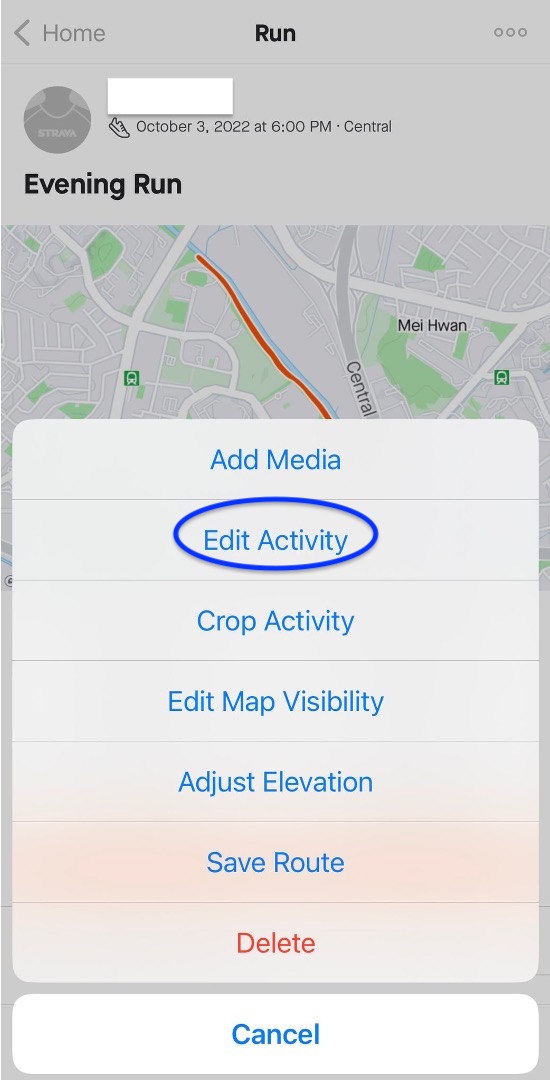 Home
Run
STRAVA
October 3, 2022 at 6:00 PM · Central
Evening Run
Mei Hwan
Central
Add Media
Edit Activity
Crop Activity
Edit Map Visibility
Adjust Elevation
Save Route
Delete
Cancel